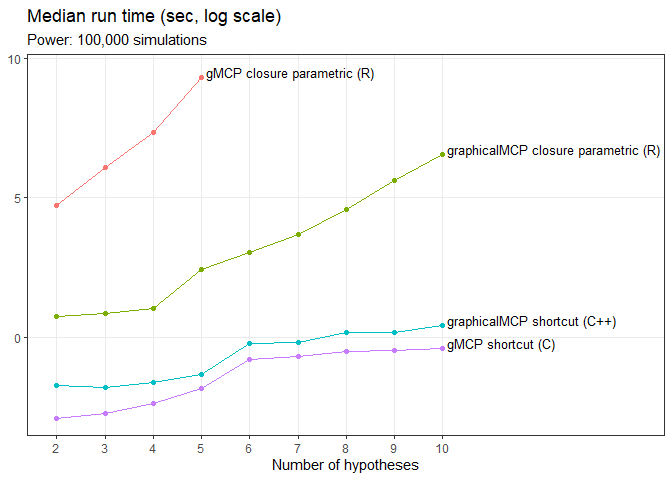 Median run time (sec, log scale)
Power: 100,000 simulations
10
gMCP closure parametric (R)
graphicalMCP closure parametric (R)
5
graphicalMCP shortcut (C++)
0
gMCP shortcut (C)
2 3 4 5 6 7 8 9 10
Number of hypotheses